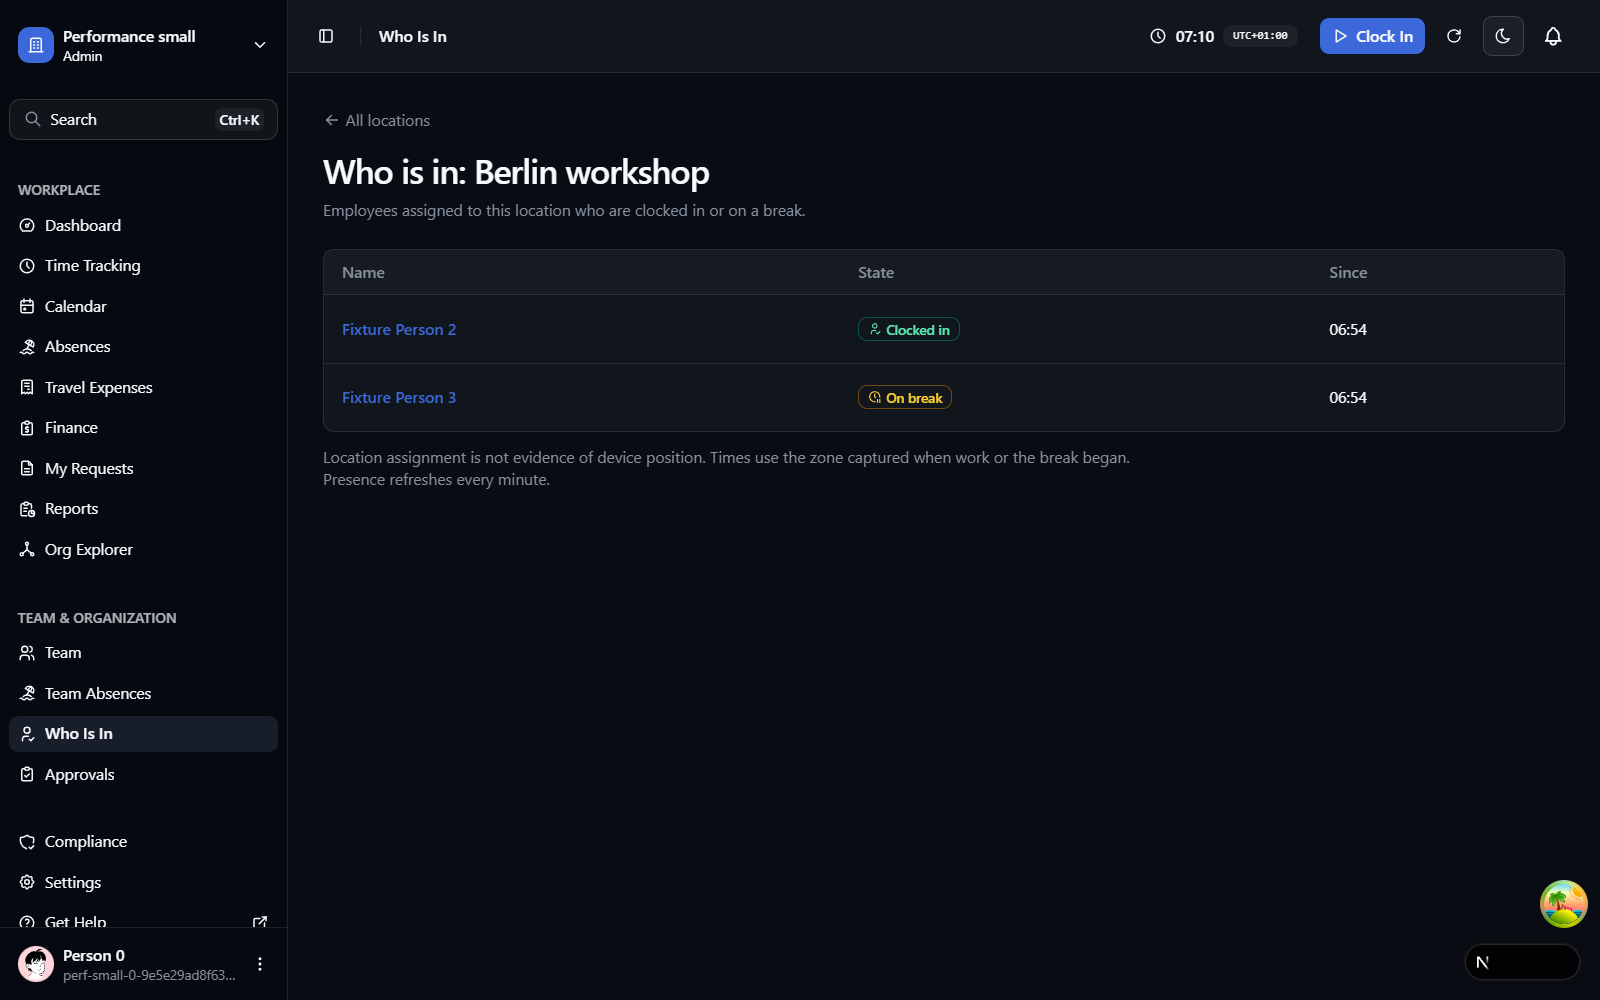 Performance small
Admin
Search
Ctrl+K
WORKPLACE
Dashboard
Time Tracking
Calendar
Absences
Travel Expenses
Finance
My Requests
Reports
Org Explorer
TEAM & ORGANIZATION
Team
Team Absences
Who Is In
Approvals
Compliance
Settings
Get Help
Person 0
perf-small-0-9e5e29ad8f63...
Who Is In
07:10
UTC+01:00
Clock In
All locations
Who is in: Berlin workshop
Employees assigned to this location who are clocked in or on a break.
Name State Since
Fixture Person 2 Clocked in 06:54
Fixture Person 3 On break 06:54
Location assignment is not evidence of device position. Times use the zone captured when work or the break began.
Presence refreshes every minute.
N